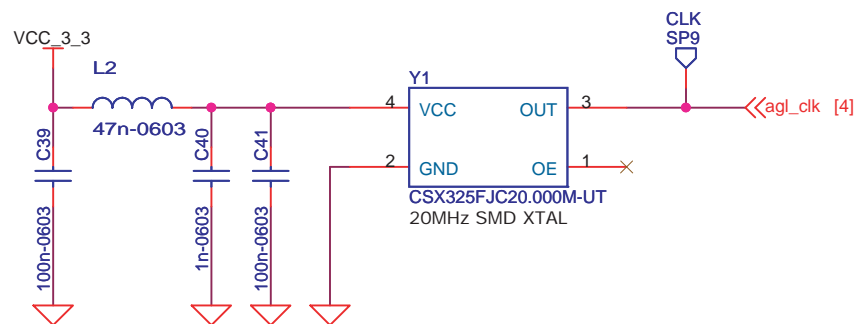 CLK
SP9
VCC_3_3
L2
47n-0603
Y1
4 VCC OUT 3
2 GND OE 1
CSX325FJC20.000M-UT
20MHz SMD XTAL
agl_clk [4]
C39
100n-0603
C40
1n-0603
C41
100n-0603